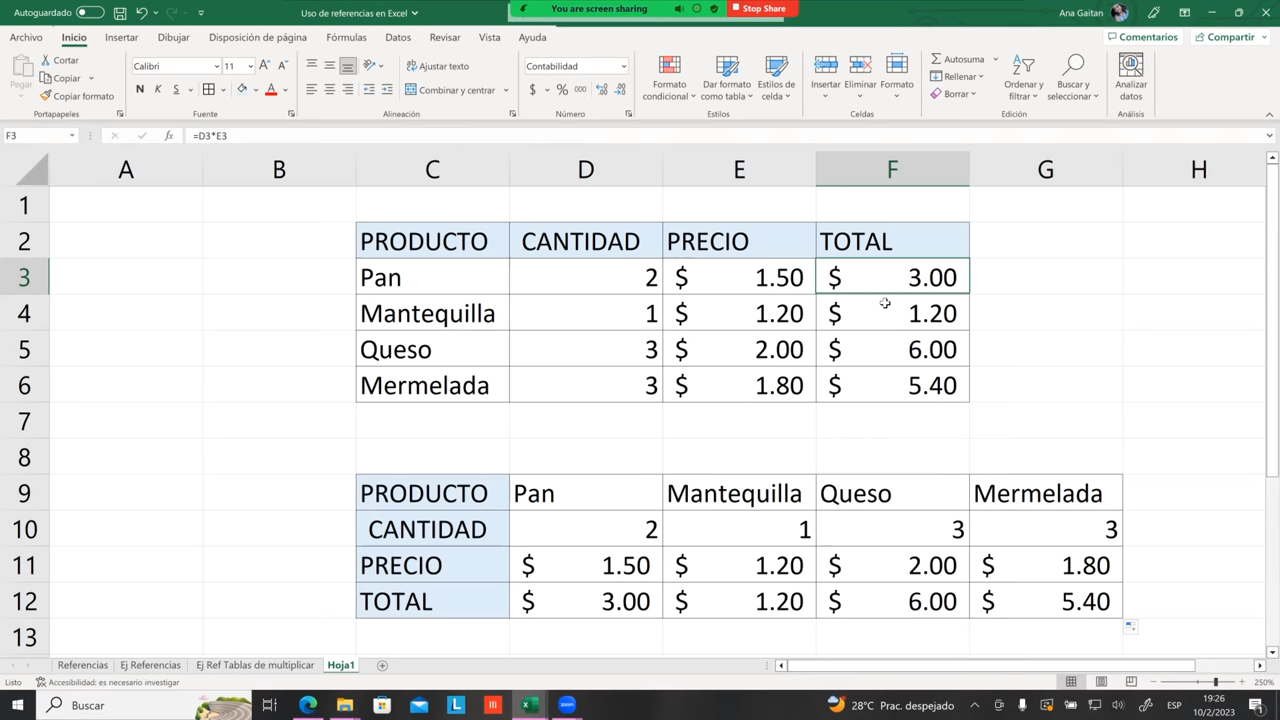 Autoguardado
Uso de referencias en Excel
You are screen sharing
Stop Share
Ana Gaitan
Archivo Inicio Insertar Dibujar Disposición de página Fórmulas Datos Revisar Vista Ayuda
Comentarios Compartir
Pegar
Cortar
Copiar
Copiar formato
Portapapeles
Calibri 11
N K S
Fuente
Ajustar texto
Combinar y centrar
Alineación
Contabilidad
$ % 000
Número
Formato condicional
Dar formato como tabla
Estilos de celda
Estilos
Insertar Eliminar Formato
Celdas
Autosuma
Rellenar
Borrar
Ordenar y filtrar
Buscar y seleccionar
Edición
Analizar datos
Análisis
F3 fx =D3*E3
A B C D E F G H
1
2 PRODUCTO CANTIDAD PRECIO TOTAL
3 Pan 2 $ 1.50 $ 3.00
4 Mantequilla 1 $ 1.20 $ 1.20
5 Queso 3 $ 2.00 $ 6.00
6 Mermelada 3 $ 1.80 $ 5.40
7
8
9 PRODUCTO Pan Mantequilla Queso Mermelada
10 CANTIDAD 2 1 3 3
11 PRECIO $ 1.50 $ 1.20 $ 2.00 $ 1.80
12 TOTAL $ 3.00 $ 1.20 $ 6.00 $ 5.40
13
Referencias Ej Referencias Ej Ref Tablas de multiplicar Hoja1
Listo Accesibilidad: es necesario investigar 250%
Buscar
zoom
28°C Prac. despejado
ESP
19:26
10/2/2023